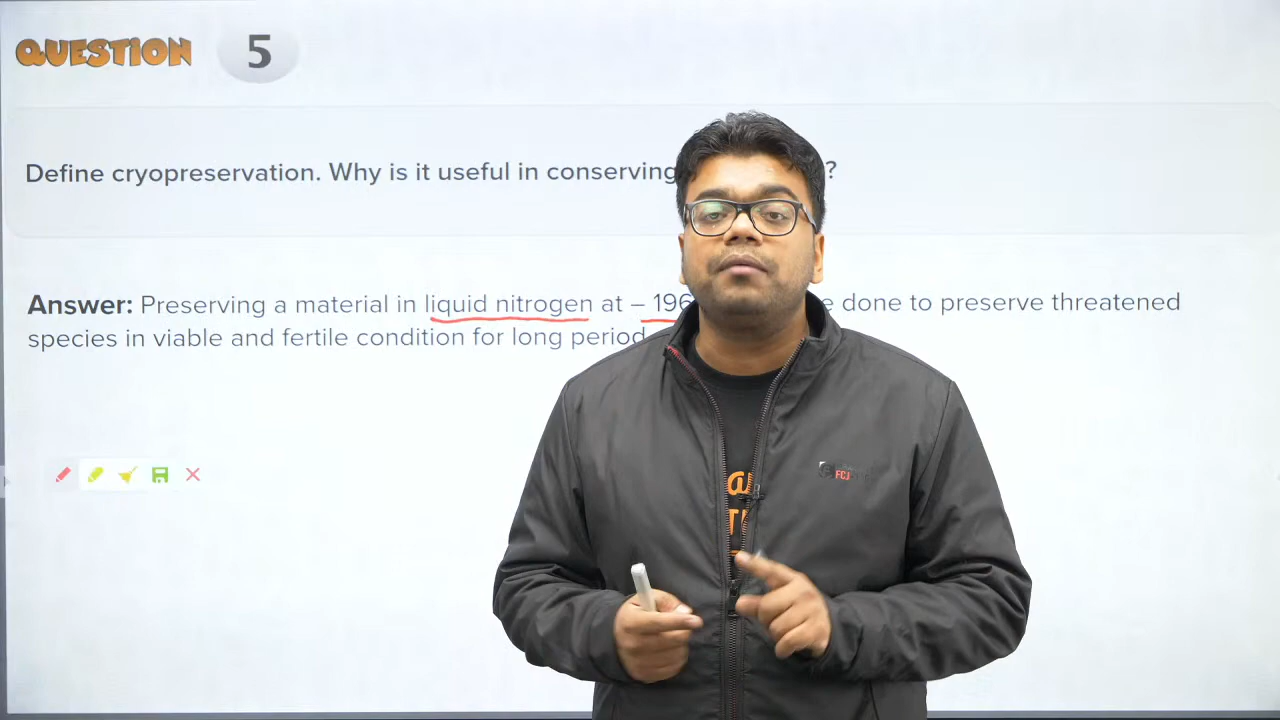 QUESTION 5
Define cryopreservation. Why is it useful in conserving ?
Answer: Preserving a material in liquid nitrogen at – 196 done to preserve threatened
species in viable and fertile condition for long period
FCJ